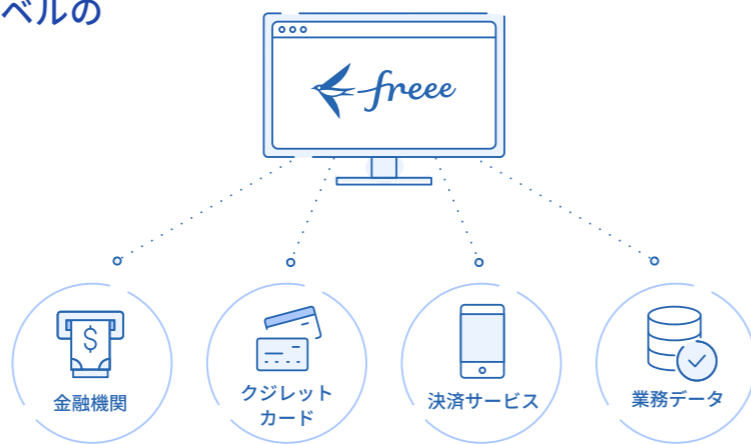 ベルの
freee
金融機関
クジレット
カード
決済サービス
業務データ